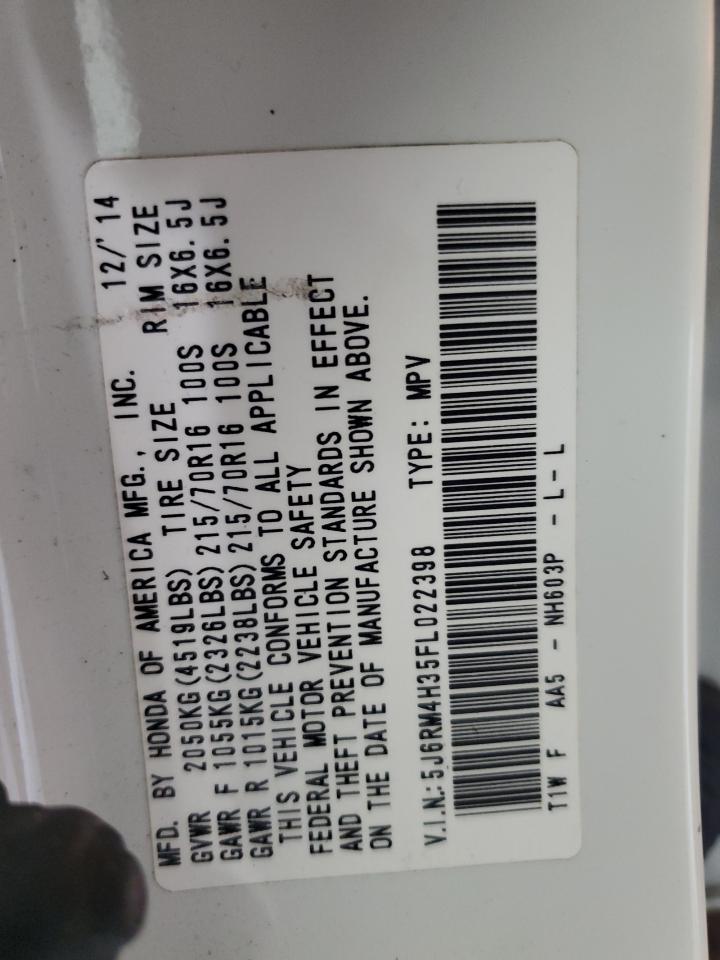 MFD. BY HONDA OF AMERICA MFG., INC. 12/'14
GVWR 2050KG(4519LBS) TIRE SIZE RIM SIZE
GAWR F 1055KG(2326LBS)215/70R16 100S 16X6.5J
GAWR R 1015KG(2238LBS)215/70R16 100S 16X6.5J
THIS VEHICLE CONFORMS TO ALL APPLICABLE
FEDERAL MOTOR VEHICLE SAFETY
AND THEFT PREVENTION STANDARDS IN EFFECT
ON THE DATE OF MANUFACTURE SHOWN ABOVE.
V.I.N.:5J6RM4H35FL022398 TYPE: MPV
T1W F AA5 - NH603P - L-L